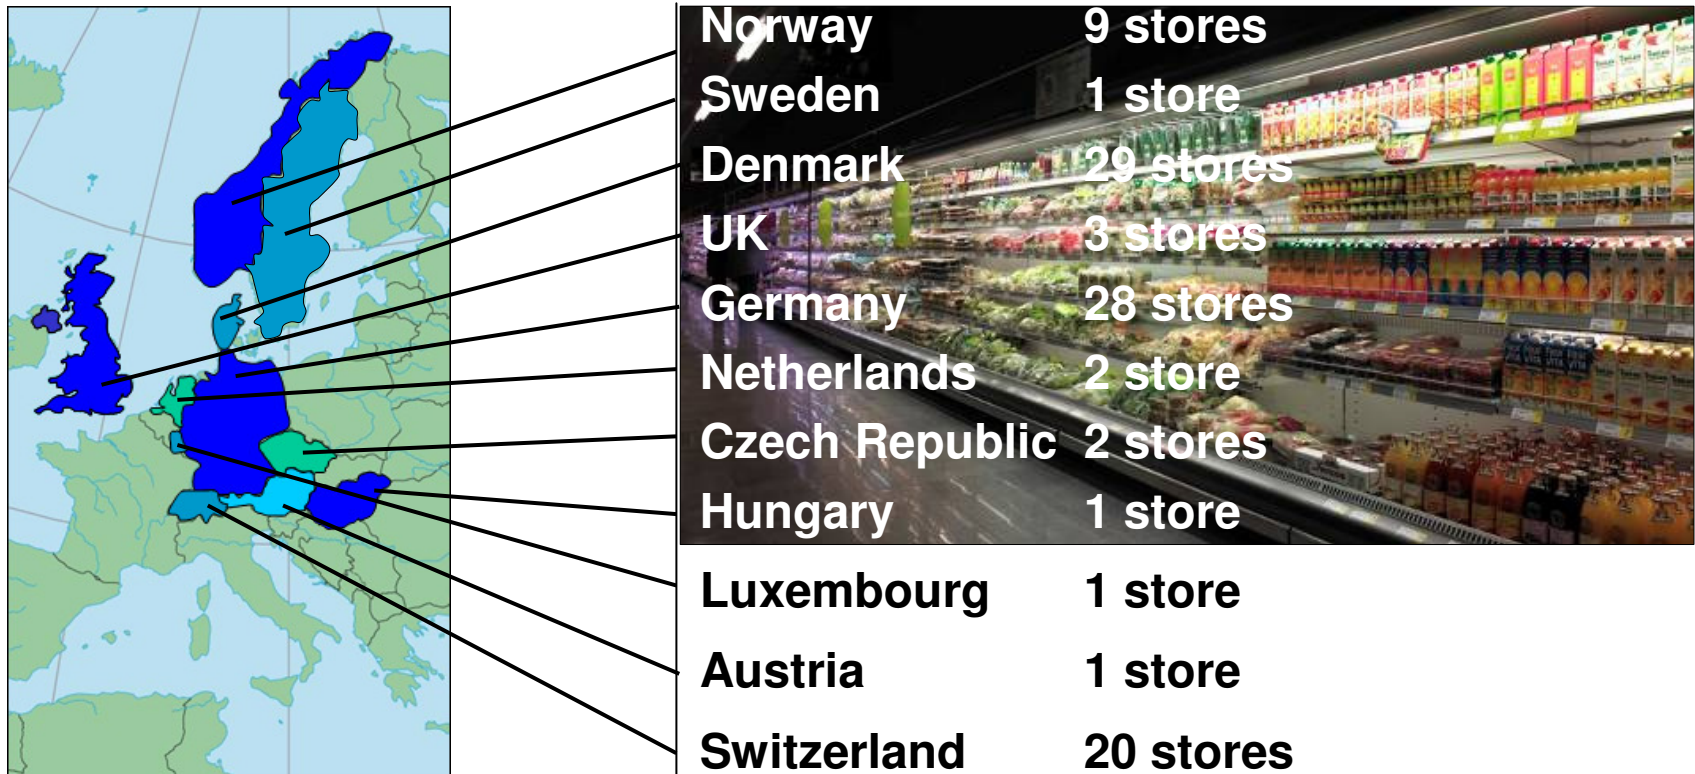 Norway 9 stores
Sweden 1 store
Denmark 29 stores
UK 3 stores
Germany 28 stores
Netherlands 2 store
Czech Republic 2 stores
Hungary 1 store
Luxembourg 1 store
Austria 1 store
Switzerland 20 stores